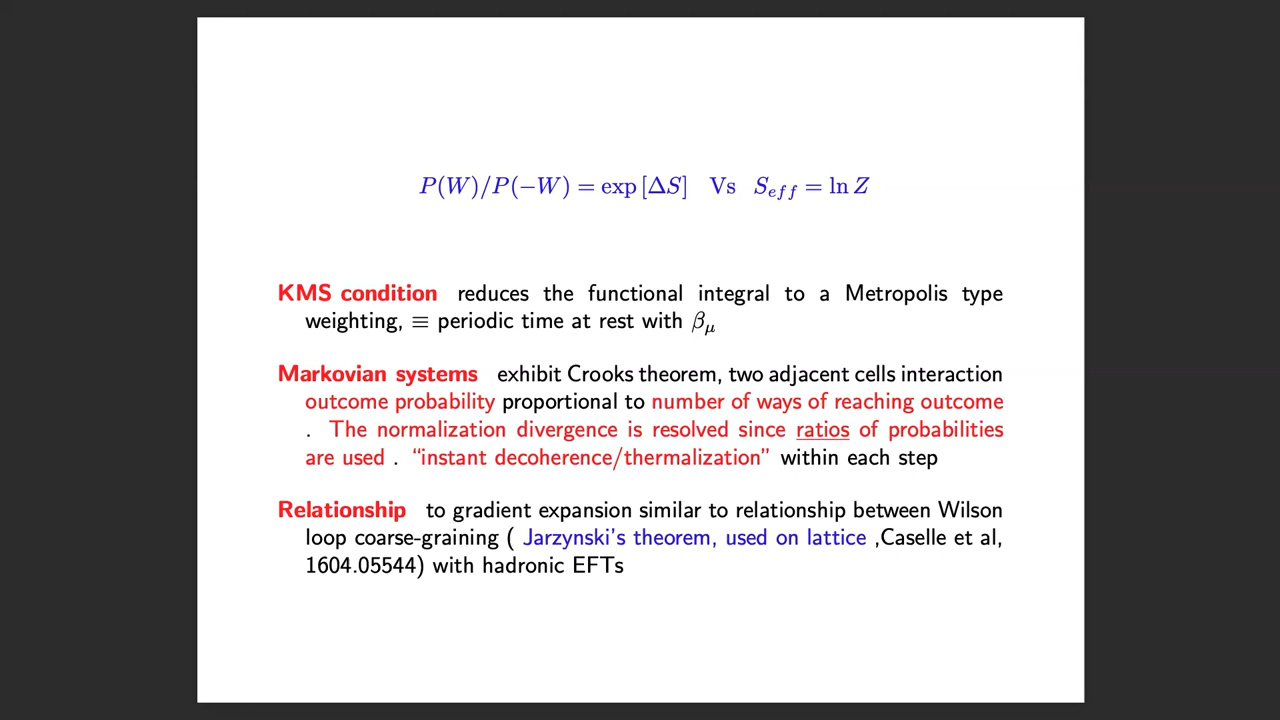 P(W)/P(−W) = exp [ΔS] Vs S_{eff} = ln Z
KMS condition reduces the functional integral to a Metropolis type
weighting, ≡ periodic time at rest with β_μ
Markovian systems exhibit Crooks theorem, two adjacent cells interaction
outcome probability proportional to number of ways of reaching outcome
. The normalization divergence is resolved since ratios of probabilities
are used . “instant decoherence/thermalization” within each step
Relationship to gradient expansion similar to relationship between Wilson
loop coarse-graining ( Jarzynski's theorem, used on lattice ,Caselle et al,
1604.05544) with hadronic EFTs